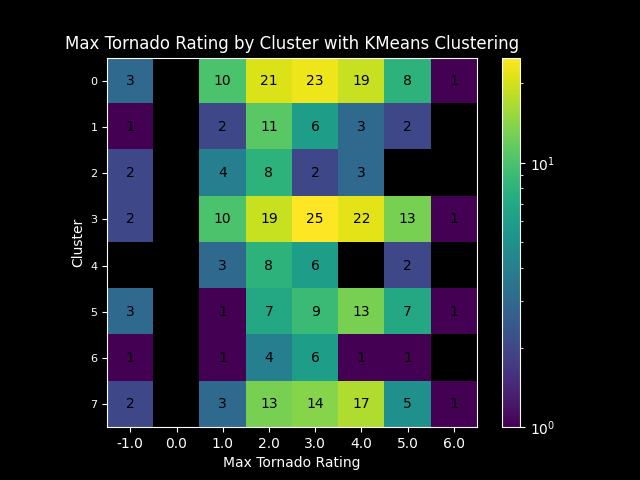 Max Tornado Rating by Cluster with KMeans Clustering
0 3 10 21 23 19 8 1
1 1 2 11 6 3 2
2 2 4 8 2 3
3 2 10 19 25 22 13 1
4 3 8 6 2
5 3 1 7 9 13 7 1
6 1 1 4 6 1 1
7 2 3 13 14 17 5 1
-1.0 0.0 1.0 2.0 3.0 4.0 5.0 6.0
Max Tornado Rating
Cluster
10¹
10⁰